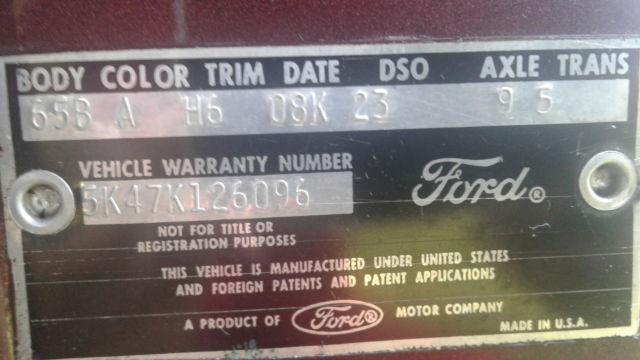 BODY COLOR TRIM DATE DSO AXLE TRANS
65B A H6 08K 23 9 5
VEHICLE WARRANTY NUMBER
5K47K126096
Ford®
NOT FOR TITLE OR
REGISTRATION PURPOSES
THIS VEHICLE IS MANUFACTURED UNDER UNITED STATES
AND FOREIGN PATENTS AND PATENT APPLICATIONS
A PRODUCT OF Ford® MOTOR COMPANY
MADE IN U.S.A.